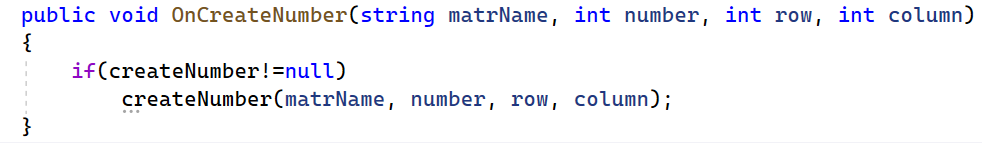 public void OnCreateNumber(string matrName, int number, int row, int column)
{
    if(createNumber!=null)
        createNumber(matrName, number, row, column);
}